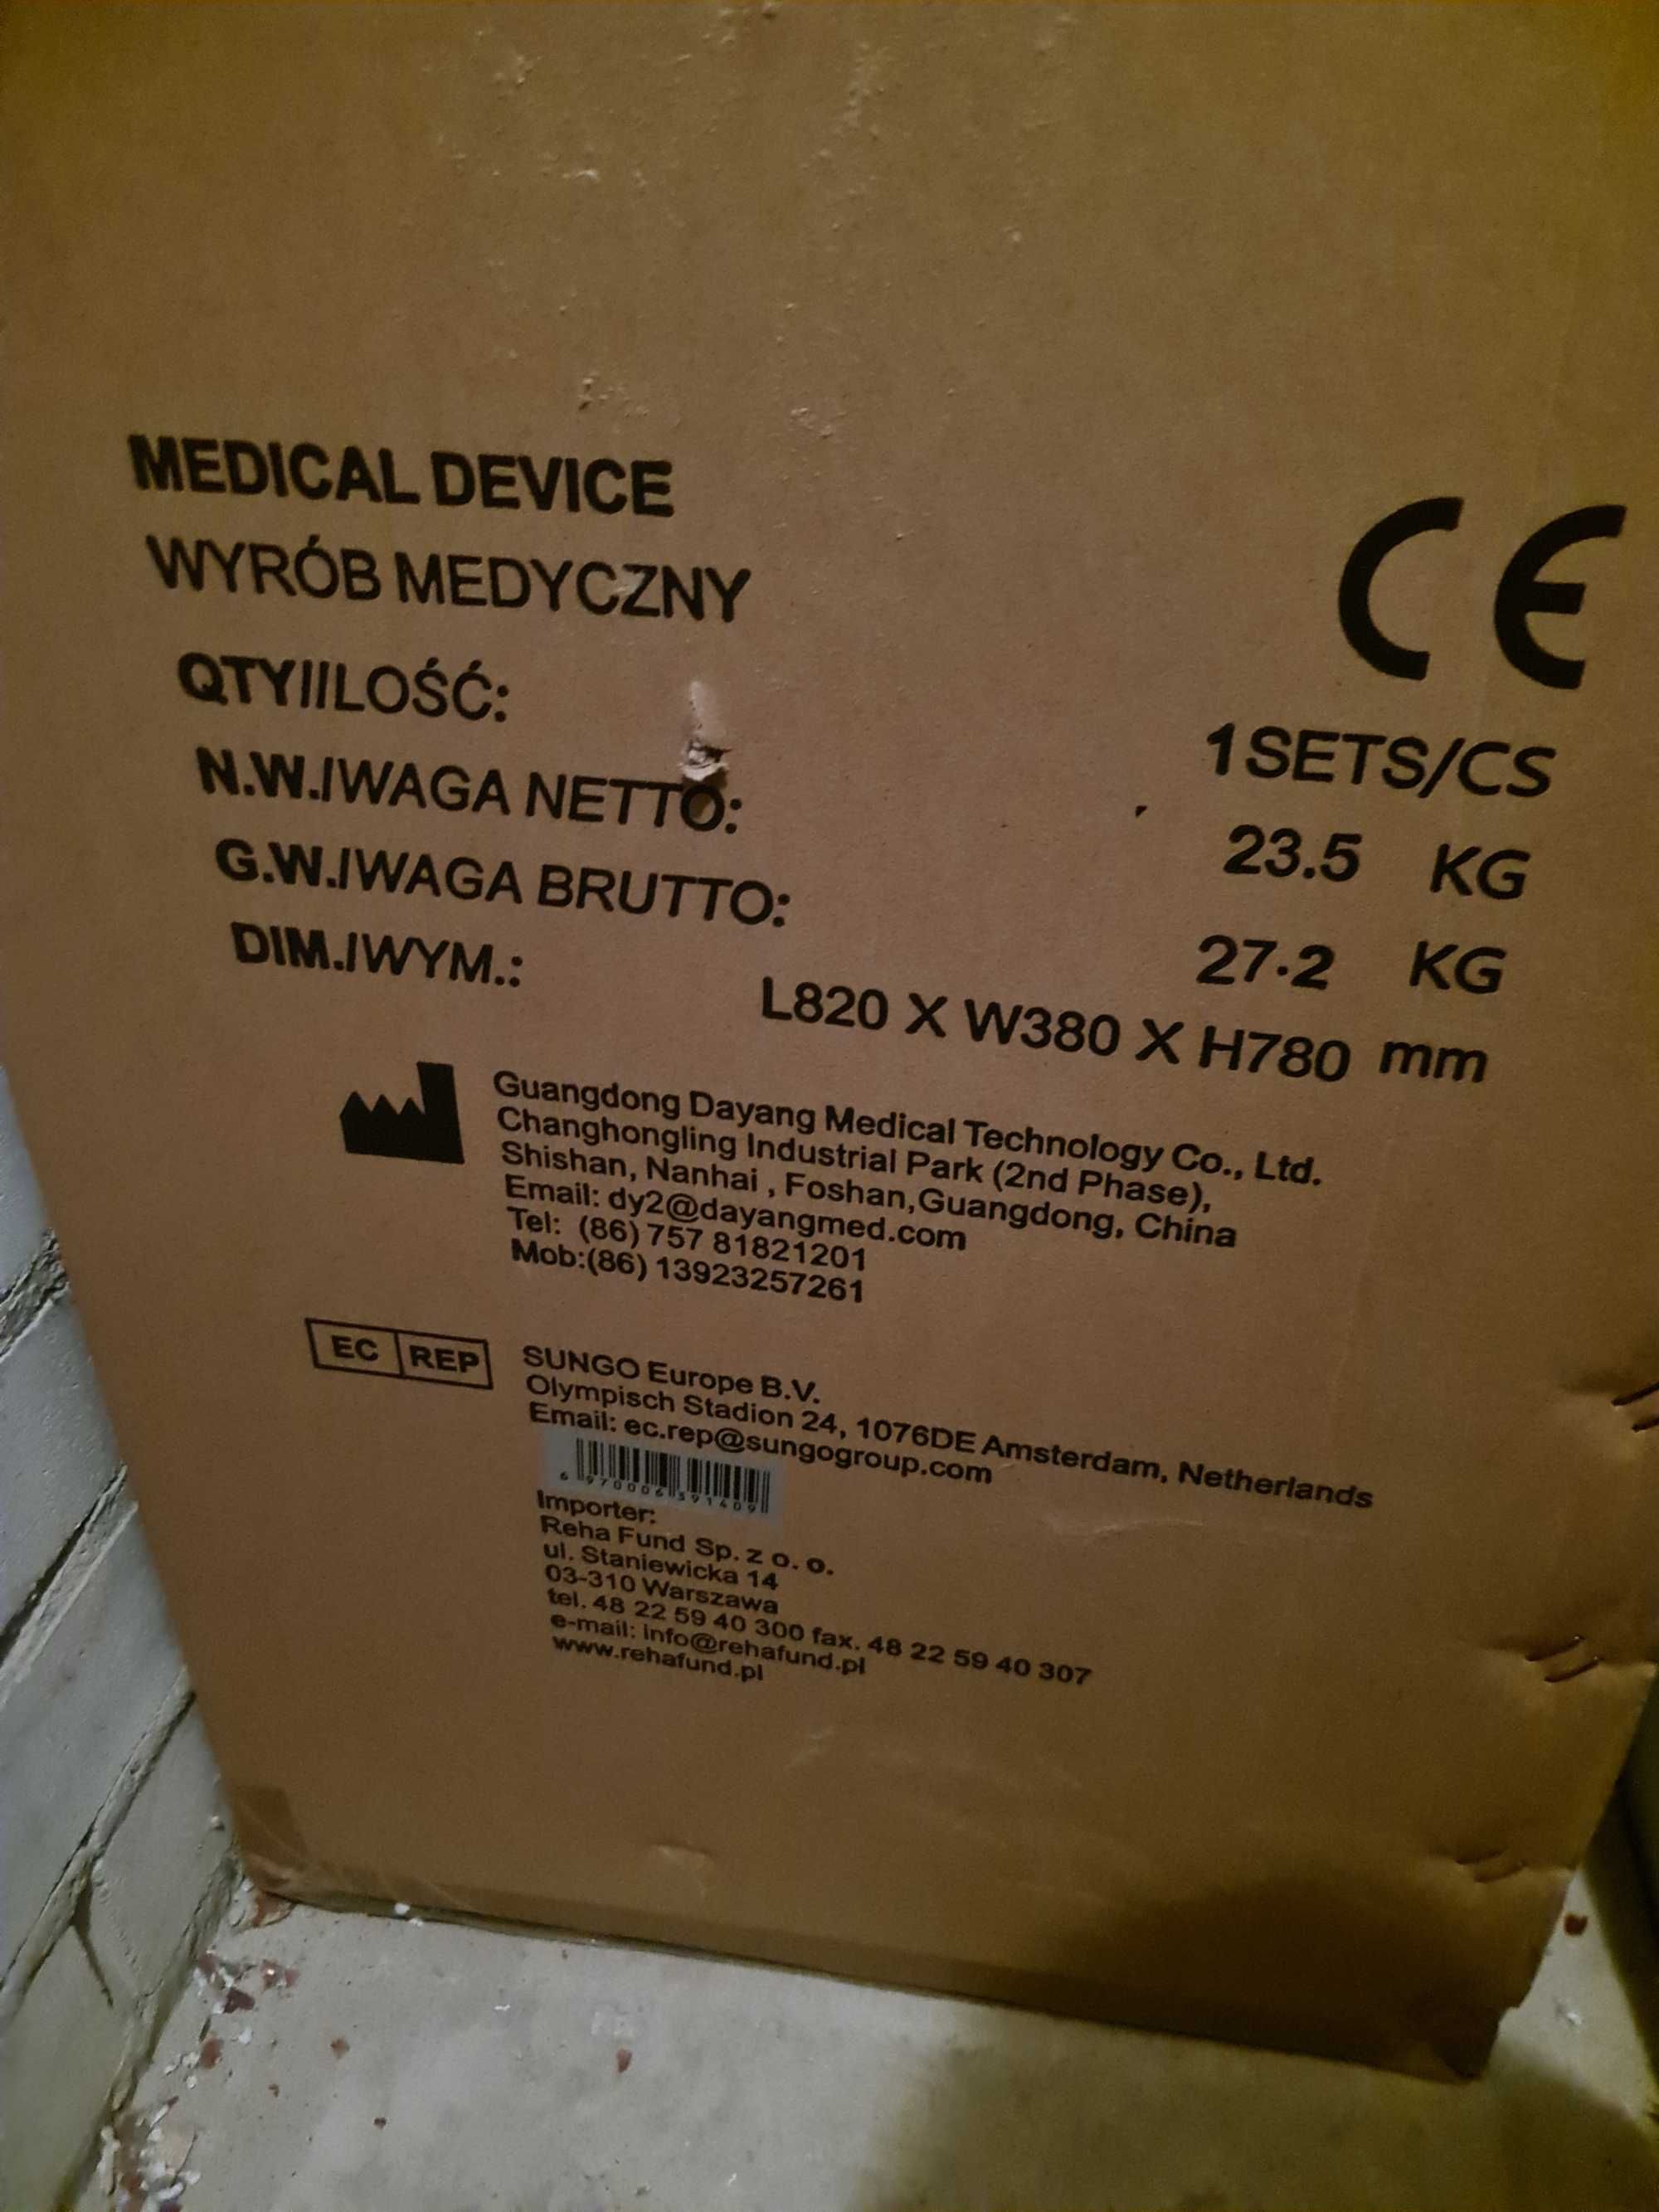 MEDICAL DEVICE
WYRÓB MEDYCZNY
CE
QTYIILOŚĆ: 1SETS/CS
N.W.IWAGA NETTO: 23.5 KG
G.W.IWAGA BRUTTO: 27.2 KG
DIM.IWYM.: L820 X W380 X H780 mm
Guangdong Dayang Medical Technology Co., Ltd.
Changhongling Industrial Park (2nd Phase),
Shishan, Nanhai , Foshan,Guangdong, China
Email: dy2@dayangmed.com
Tel: (86) 757 81821201
Mob:(86) 13923257261
EC REP
SUNGO Europe B.V.
Olympisch Stadion 24, 1076DE Amsterdam, Netherlands
Email: ec.rep@sungogroup.com
6 970006 391409
Importer:
Reha Fund Sp. z o. o.
ul. Staniewicka 14
03-310 Warszawa
tel. 48 22 59 40 300 fax. 48 22 59 40 307
e-mail: info@rehafund.pl
www.rehafund.pl